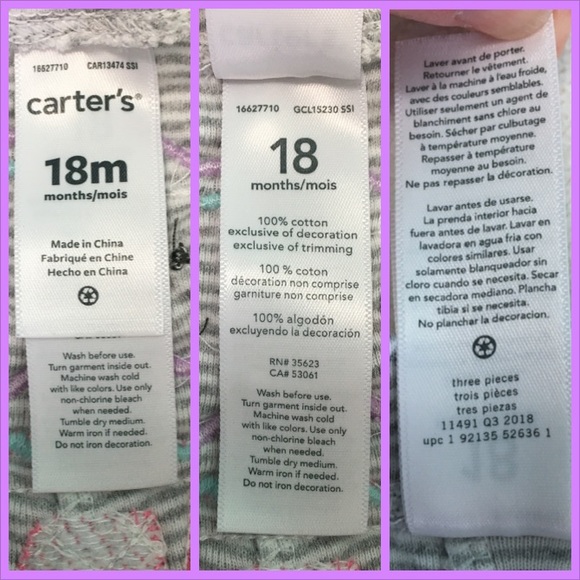 16627710 CAR13474 SSI
carter's®
18m
months/mois
Made in China
Fabriqué en Chine
Hecho en China
Wash before use.
Turn garment inside out.
Machine wash cold
with like colors. Use only
non-chlorine bleach
when needed.
Tumble dry medium.
Warm iron if needed.
Do not iron decoration.
16627710 GCL15230 SSI
18
months/mois
100% cotton
exclusive of decoration
exclusive of trimming
100 % coton
décoration non comprise
garniture non comprise
100% algodón
excluyendo la decoración
RN# 35623
CA# 53061
Wash before use.
Turn garment inside out.
Machine wash cold
with like colors. Use only
non-chlorine bleach
when needed.
Tumble dry medium.
Warm iron if needed.
Do not iron decoration.
Laver avant de porter.
Retourner le vêtement.
Laver à la machine à l'eau froide,
avec des couleurs semblables.
Utiliser seulement un agent de
blanchiment sans chlore au
besoin. Sécher par culbutage
à température moyenne.
Repasser à température
moyenne au besoin.
Ne pas repasser la décoration.
Lavar antes de usarse.
La prenda interior hacia
fuera antes de lavar. Lavar en
lavadora en agua fria con
colores similares. Usar
solamente blanqueador sin
cloro cuando se necesita. Secar
en secadora mediano. Plancha
tibia si se necesita.
No planchar la decoracion.
three pieces
trois pièces
tres piezas
11491 Q3 2018
upc 1 92135 52636 1